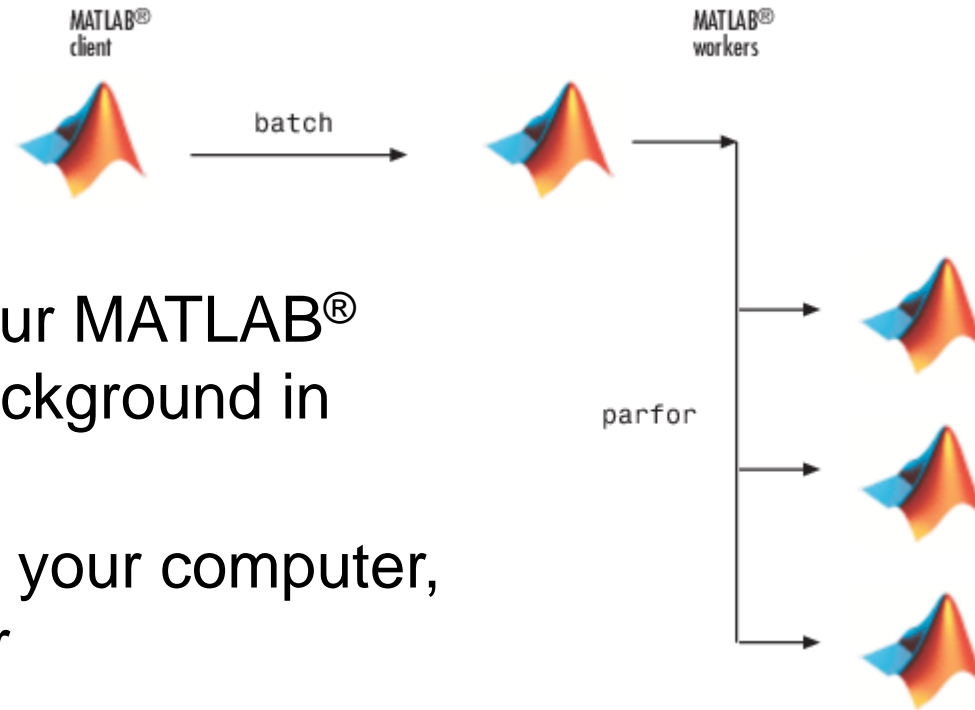 MATLAB®
client
MATLAB®
workers
batch
ur MATLAB®
ckground in
parfor
your computer,
r